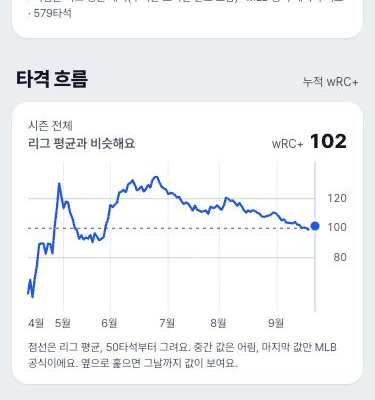 · 579타석
타격 흐름
누적 wRC+
시즌 전체
리그 평균과 비슷해요
wRC+ 102
120
100
80
4월 5월 6월 7월 8월 9월
점선은 리그 평균, 50타석부터 그려요. 중간 값은 어림, 마지막 값만 MLB
공식이에요. 옆으로 훑으면 그날까지 값이 보여요.